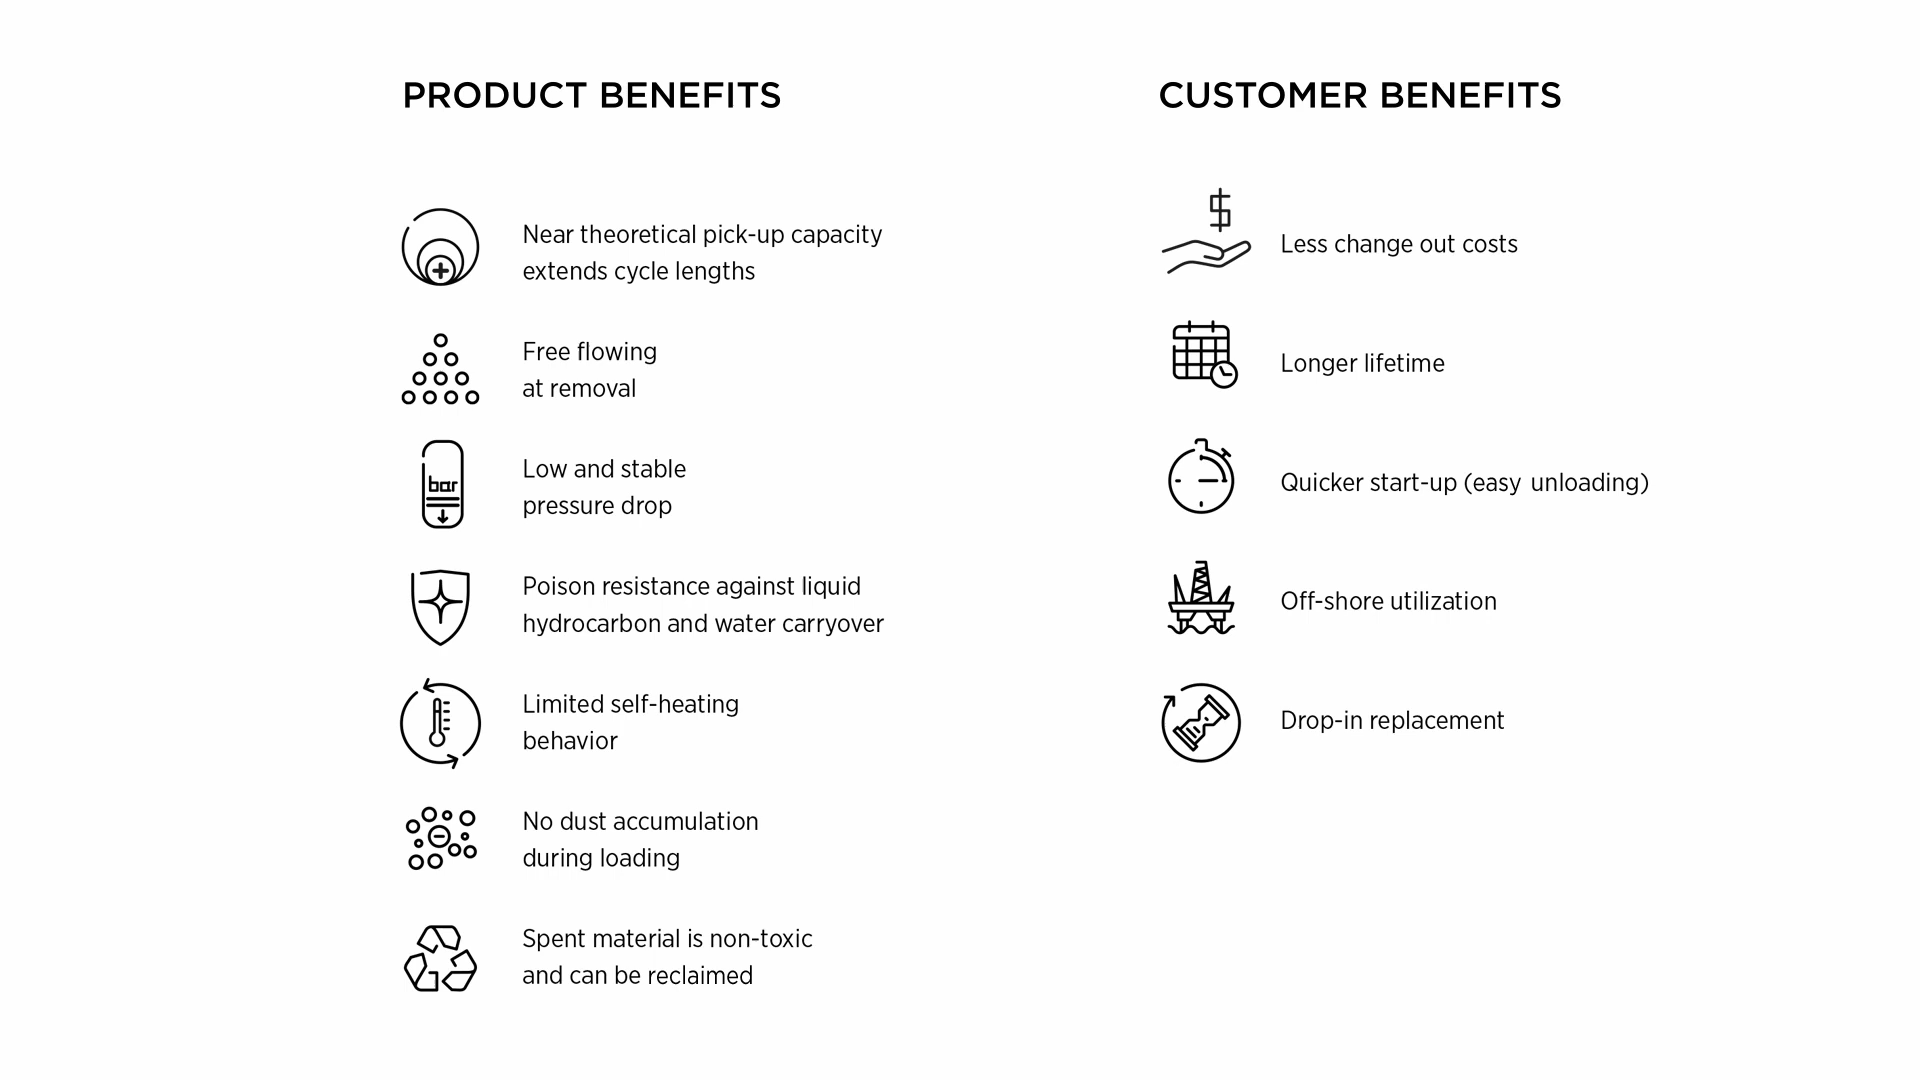 PRODUCT BENEFITS
Near theoretical pick-up capacity
extends cycle lengths
Free flowing
at removal
bar
Low and stable
pressure drop
Poison resistance against liquid
hydrocarbon and water carryover
Limited self-heating
behavior
No dust accumulation
during loading
Spent material is non-toxic
and can be reclaimed
CUSTOMER BENEFITS
$
Less change out costs
Longer lifetime
Quicker start-up (easy unloading)
Off-shore utilization
Drop-in replacement